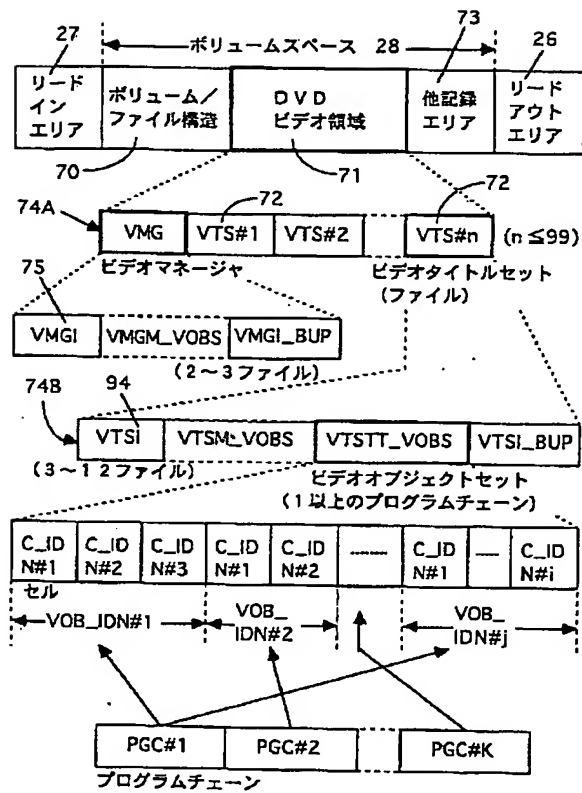 27
ボリュームスペース 28
73
26
リード
イン
エリア
ボリューム/
ファイル構造
DVD
ビデオ領域
他記録
エリア
リード
アウト
エリア
70
71
72
72
74A
VMG
VTS#1
VTS#2
VTS#n
(n≦99)
ビデオマネージャ
ビデオタイトルセット
(ファイル)
75
VMGI
VMGM_VOBS
VMGI_BUP
(2~3ファイル)
74B
94
VTSI
VTSM_VOBS
VTSTT_VOBS
VTSI_BUP
(3~12ファイル)
ビデオオブジェクトセット
(1以上のプログラムチェーン)
C_ID
N#1
C_ID
N#2
C_ID
N#3
C_ID
N#1
C_ID
N#2
C_ID
N#1
C_ID
N#i
セル
VOB_IDN#1
VOB_
IDN#2
VOB_
IDN#j
PGC#1
PGC#2
PGC#K
プログラムチェーン